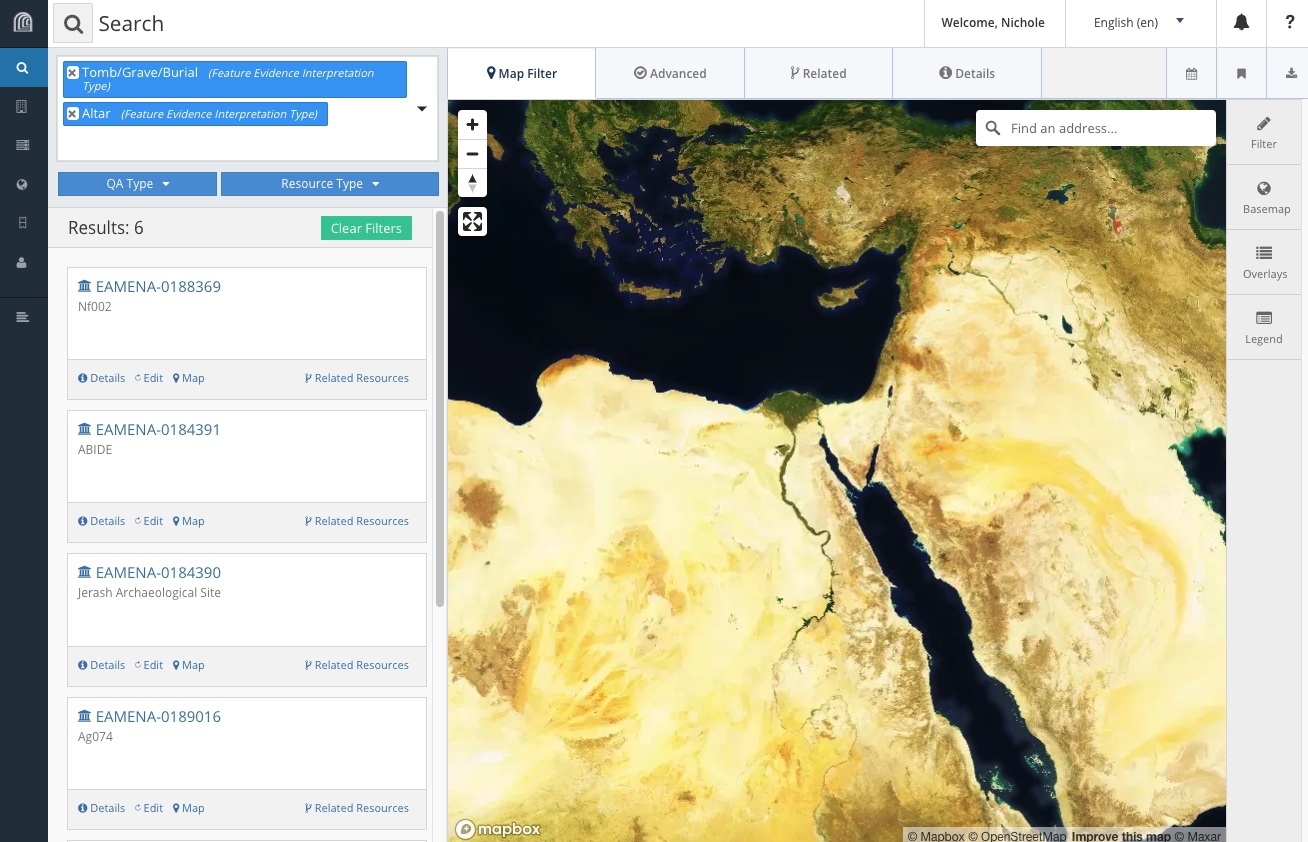 Search
Welcome, Nichole
English (en)
?
Tomb/Grave/Burial (Feature Evidence Interpretation
Type)
Altar (Feature Evidence Interpretation Type)
QA Type
Resource Type
Results: 6
Clear Filters
EAMENA-0188369
Nf002
Details Edit Map Related Resources
EAMENA-0184391
ABIDE
Details Edit Map Related Resources
EAMENA-0184390
Jerash Archaeological Site
Details Edit Map Related Resources
EAMENA-0189016
Ag074
Details Edit Map Related Resources
Map Filter
Advanced
Related
Details
Find an address...
Filter
Basemap
Overlays
Legend
mapbox
© Mapbox © OpenStreetMap Improve this map © Maxar